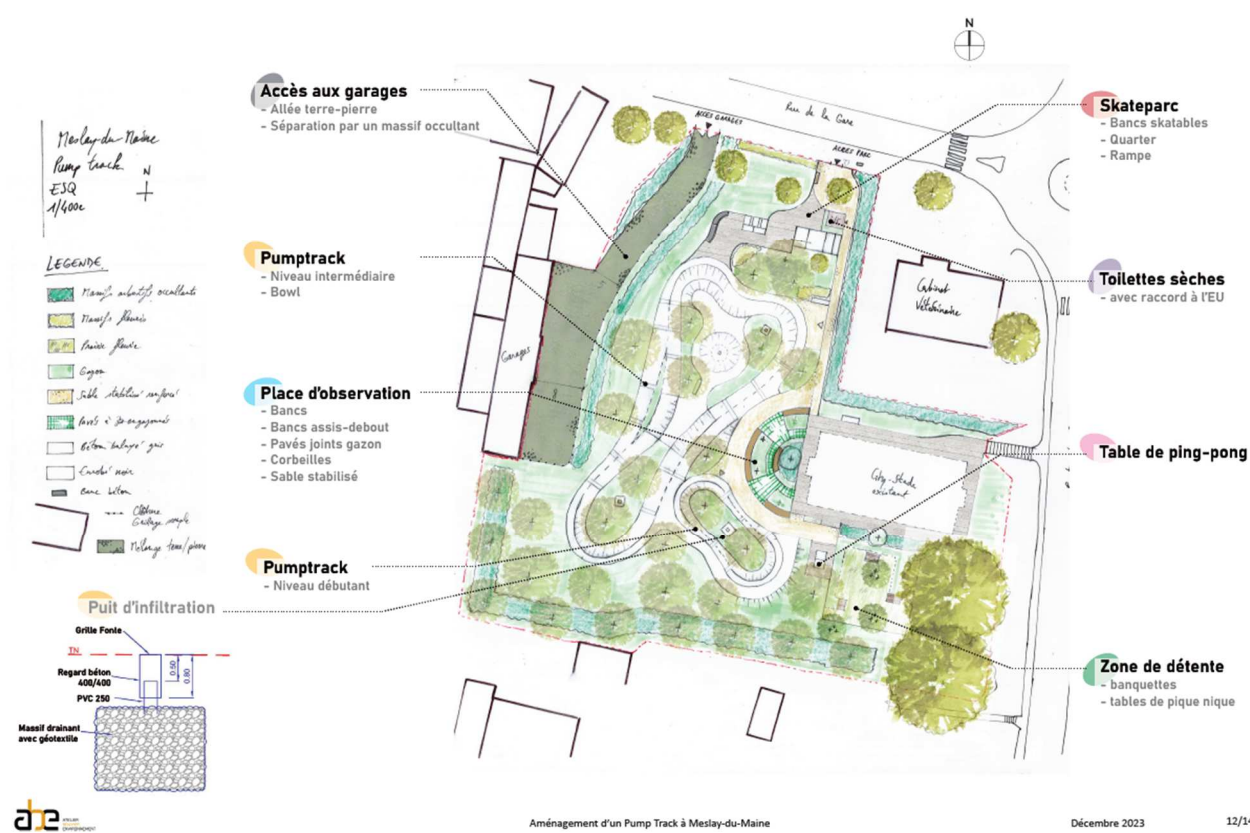 N
Meslay-du-Maine
Pump track
ESQ
1/400e
N
LEGENDE
Massifs arbustifs occultants
Massifs fleuris
Prairie fleurie
Gazon
Sable stabilisé renforcé
Pavés à
Béton balayé gris
Enrobé noir
Banc béton
Clôture
Grillage souple
Mélange terre/pierre
Accès aux garages
- Allée terre-pierre
- Séparation par un massif occultant
Pumptrack
- Niveau intermédiaire
- Bowl
Place d'observation
- Bancs
- Bancs assis-debout
- Pavés joints gazon
- Corbeilles
- Sable stabilisé
Pumptrack
- Niveau débutant
Puit d'infiltration
Grille Fonte
TN
Regard béton
400/400
PVC 250
0.50
0.80
Massif drainant
avec géotextile
Rue de la Gare
ACCES GARAGES
ACCES PARC
Garages
Cabinet
Vétérinaire
City-Stade
existant
Skateparc
- Bancs skatables
- Quarter
- Rampe
Toilettes sèches
- avec raccord à l'EU
Table de ping-pong
Zone de détente
- banquettes
- tables de pique nique
abe
Aménagement d'un Pump Track à Meslay-du-Maine
Décembre 2023
12/14